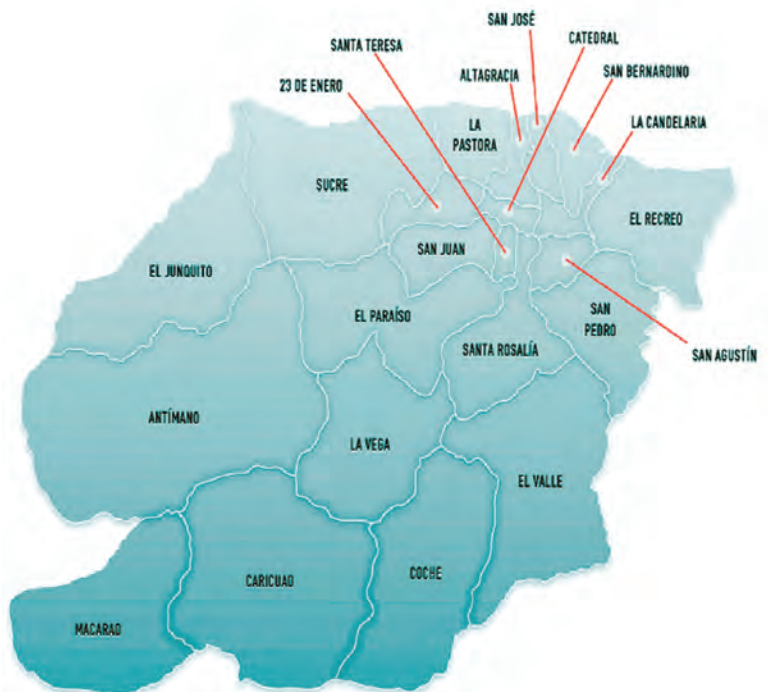 SAN JOSÉ
SANTA TERESA
CATEDRAL
ALTAGRACIA
SAN BERNARDINO
23 DE ENERO
LA CANDELARIA
LA
PASTORA
SUCRE
EL RECREO
SAN JUAN
EL JUNQUITO
EL PARAÍSO
SAN
PEDRO
SANTA ROSALÍA
SAN AGUSTÍN
ANTÍMANO
LA VEGA
EL VALLE
COCHE
CARICUAO
MACARAO